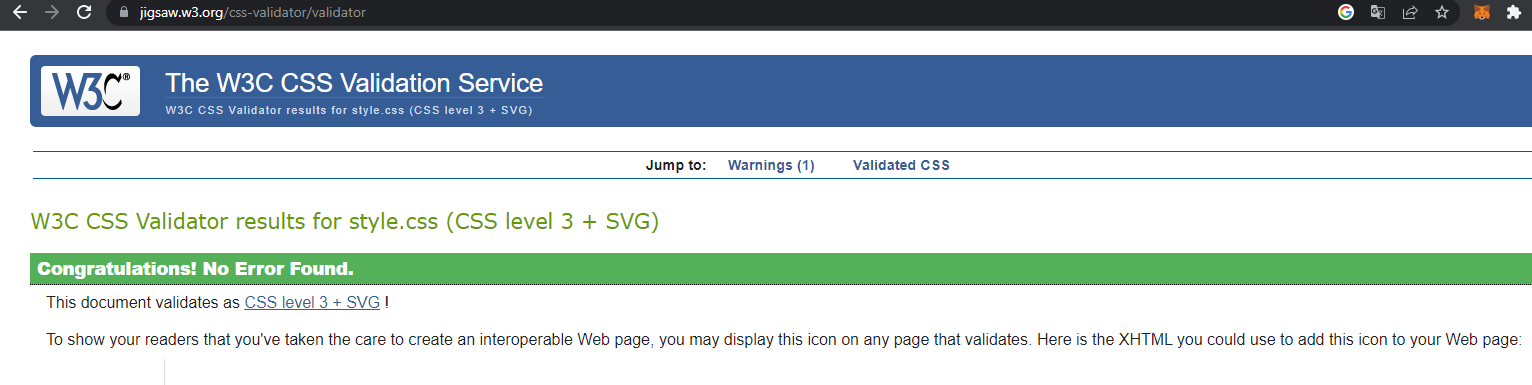 jigsaw.w3.org/css-validator/validator
W3C®
The W3C CSS Validation Service
W3C CSS Validator results for style.css (CSS level 3 + SVG)
Jump to: Warnings (1) Validated CSS
W3C CSS Validator results for style.css (CSS level 3 + SVG)
Congratulations! No Error Found.
This document validates as CSS level 3 + SVG !
To show your readers that you've taken the care to create an interoperable Web page, you may display this icon on any page that validates. Here is the XHTML you could use to add this icon to your Web page: